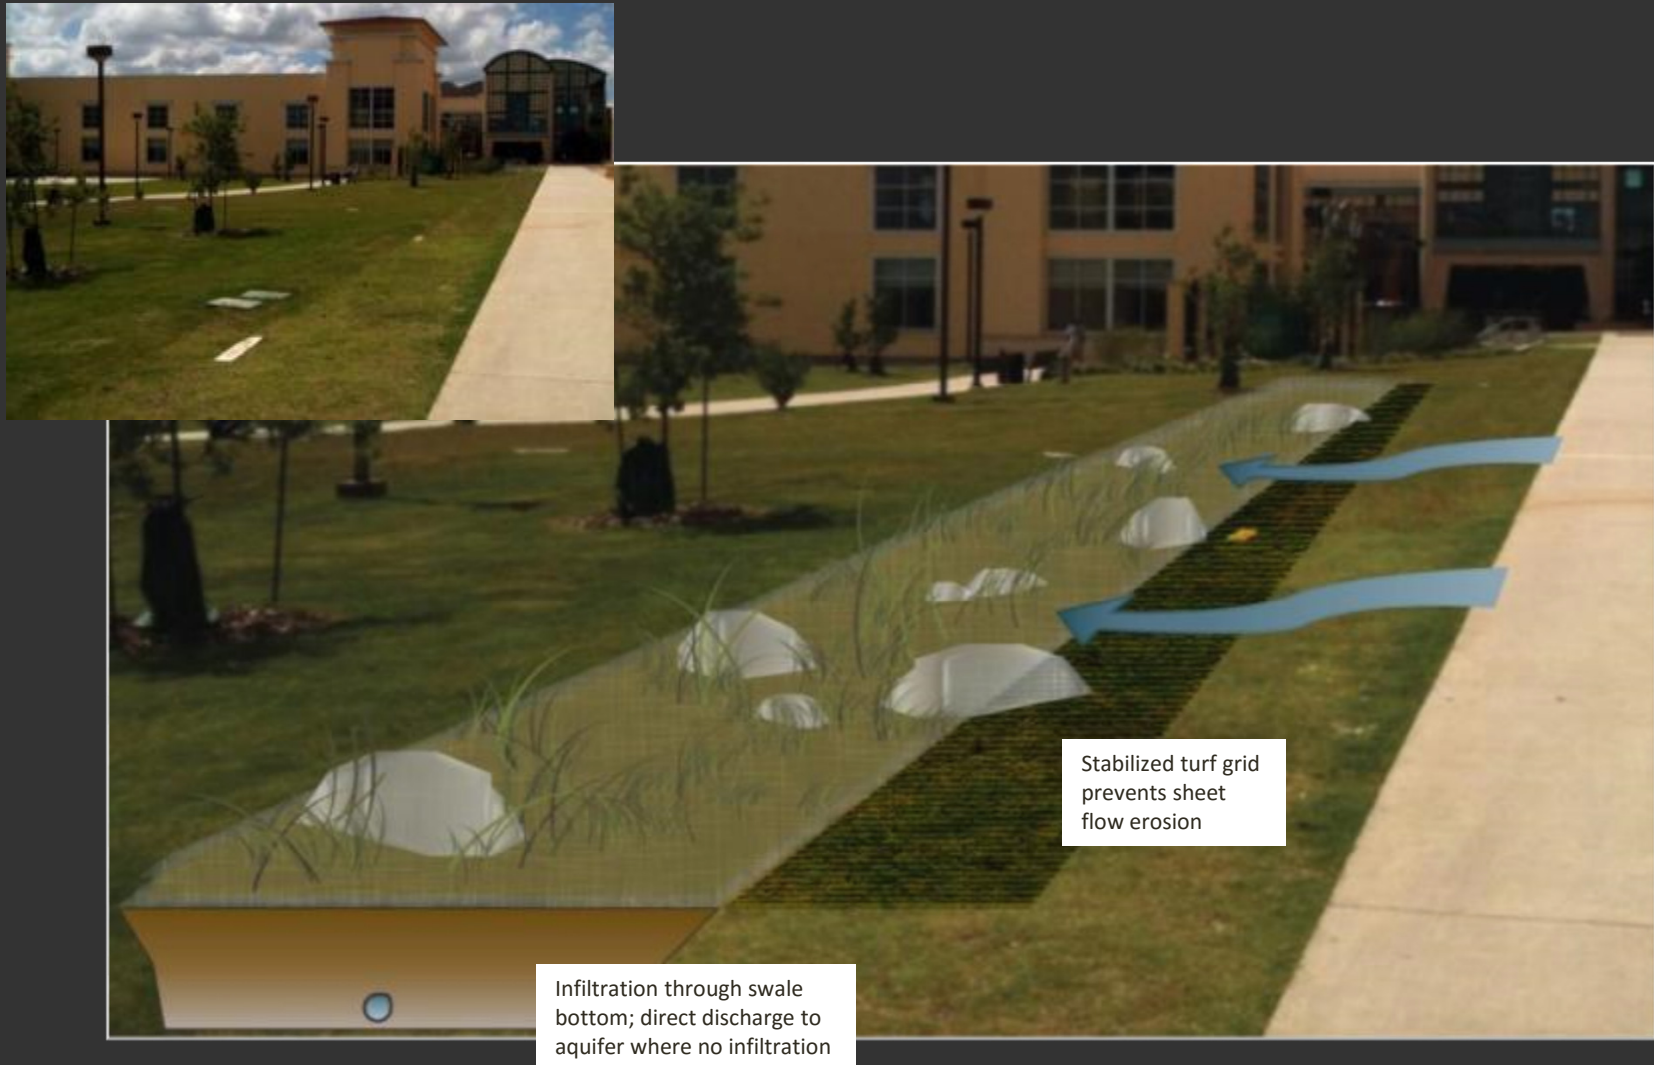 Stabilized turf grid
prevents sheet
flow erosion
Infiltration through swale
bottom; direct discharge to
aquifer where no infiltration